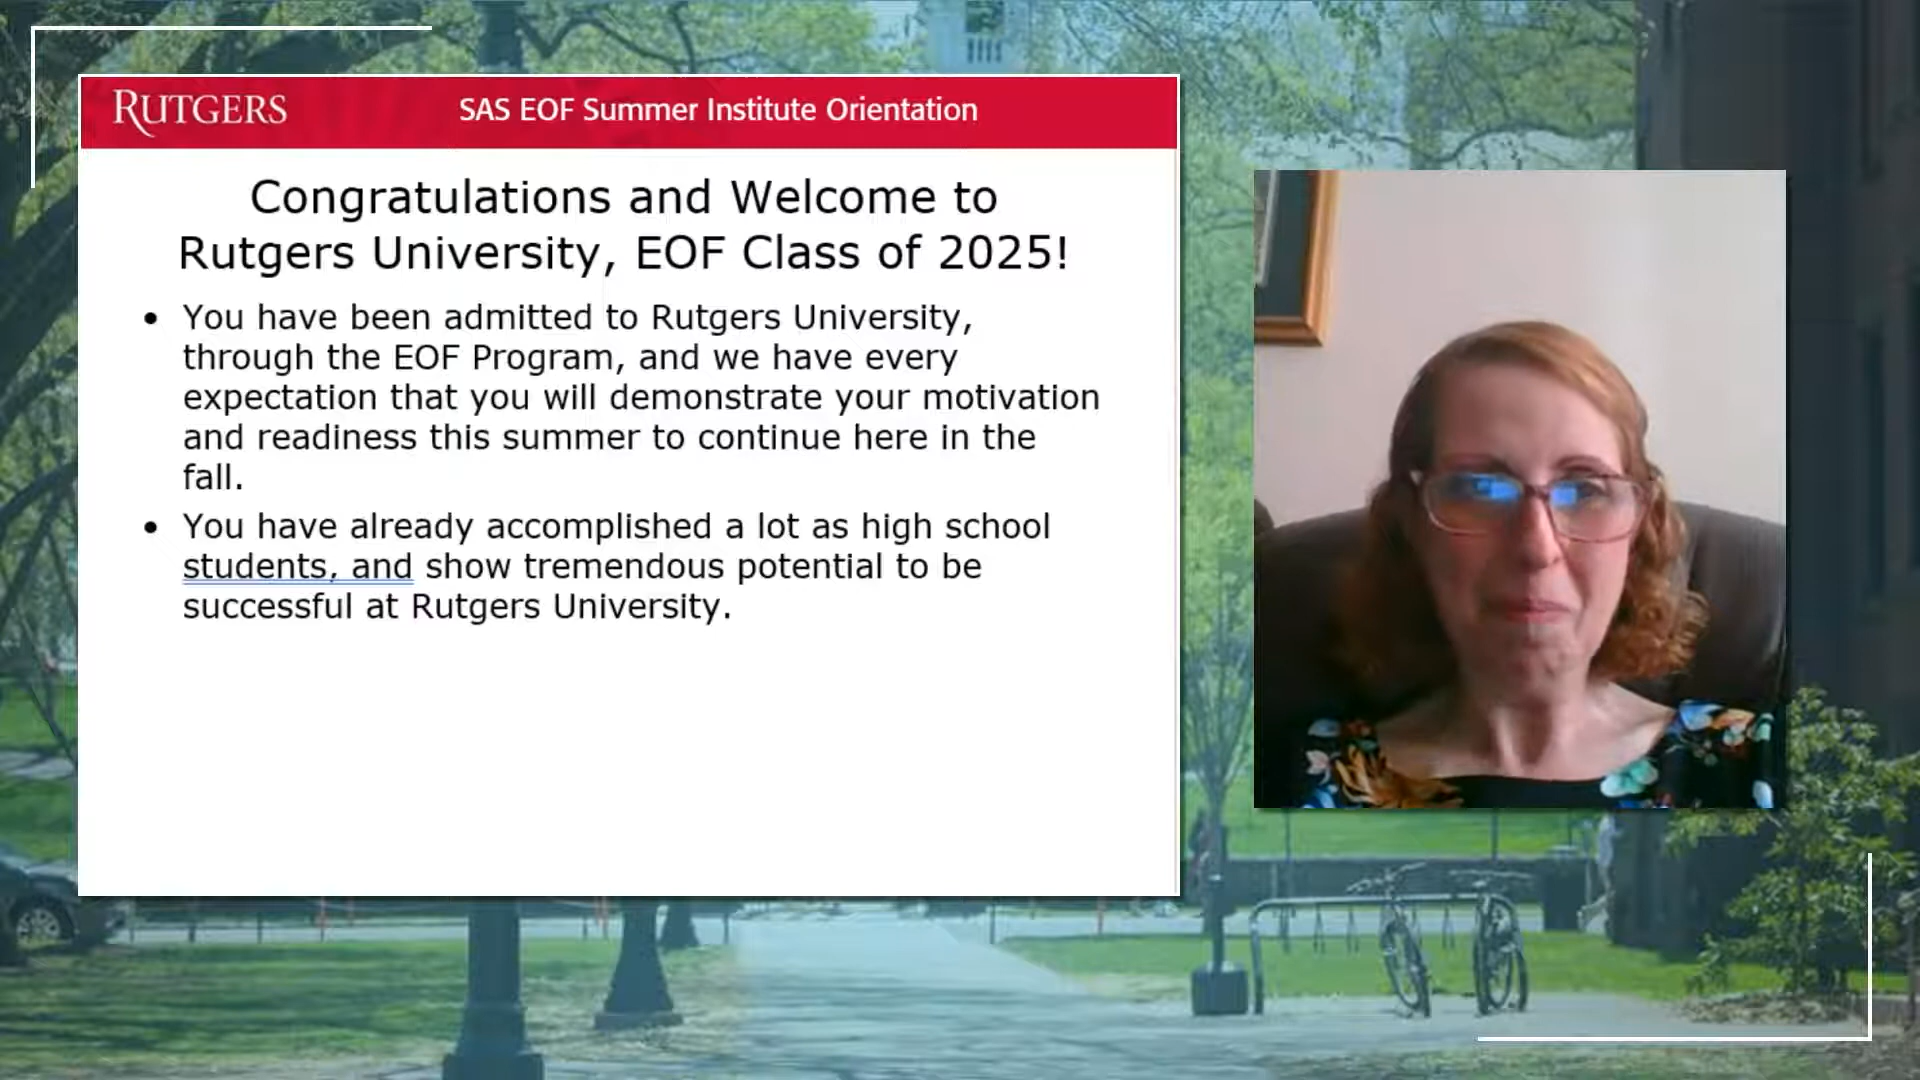 RUTGERS
SAS EOF Summer Institute Orientation
Congratulations and Welcome to
Rutgers University, EOF Class of 2025!
• You have been admitted to Rutgers University,
through the EOF Program, and we have every
expectation that you will demonstrate your motivation
and readiness this summer to continue here in the
fall.
• You have already accomplished a lot as high school
students, and show tremendous potential to be
successful at Rutgers University.